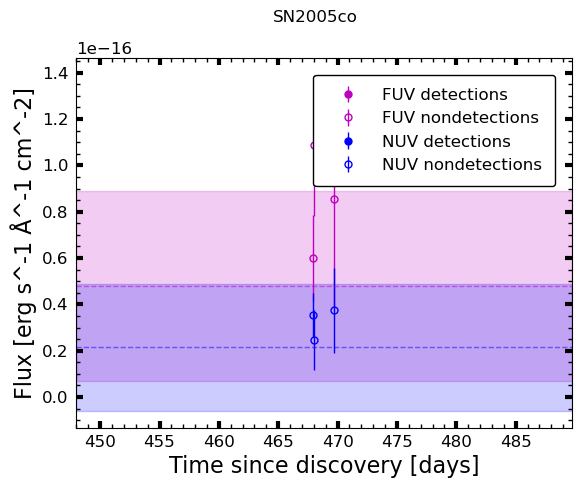 SN2005co
1e−16
Flux [erg s^-1 Å^-1 cm^-2]
1.4
1.2
1.0
0.8
0.6
0.4
0.2
0.0
FUV detections
FUV nondetections
NUV detections
NUV nondetections
450 455 460 465 470 475 480 485
Time since discovery [days]